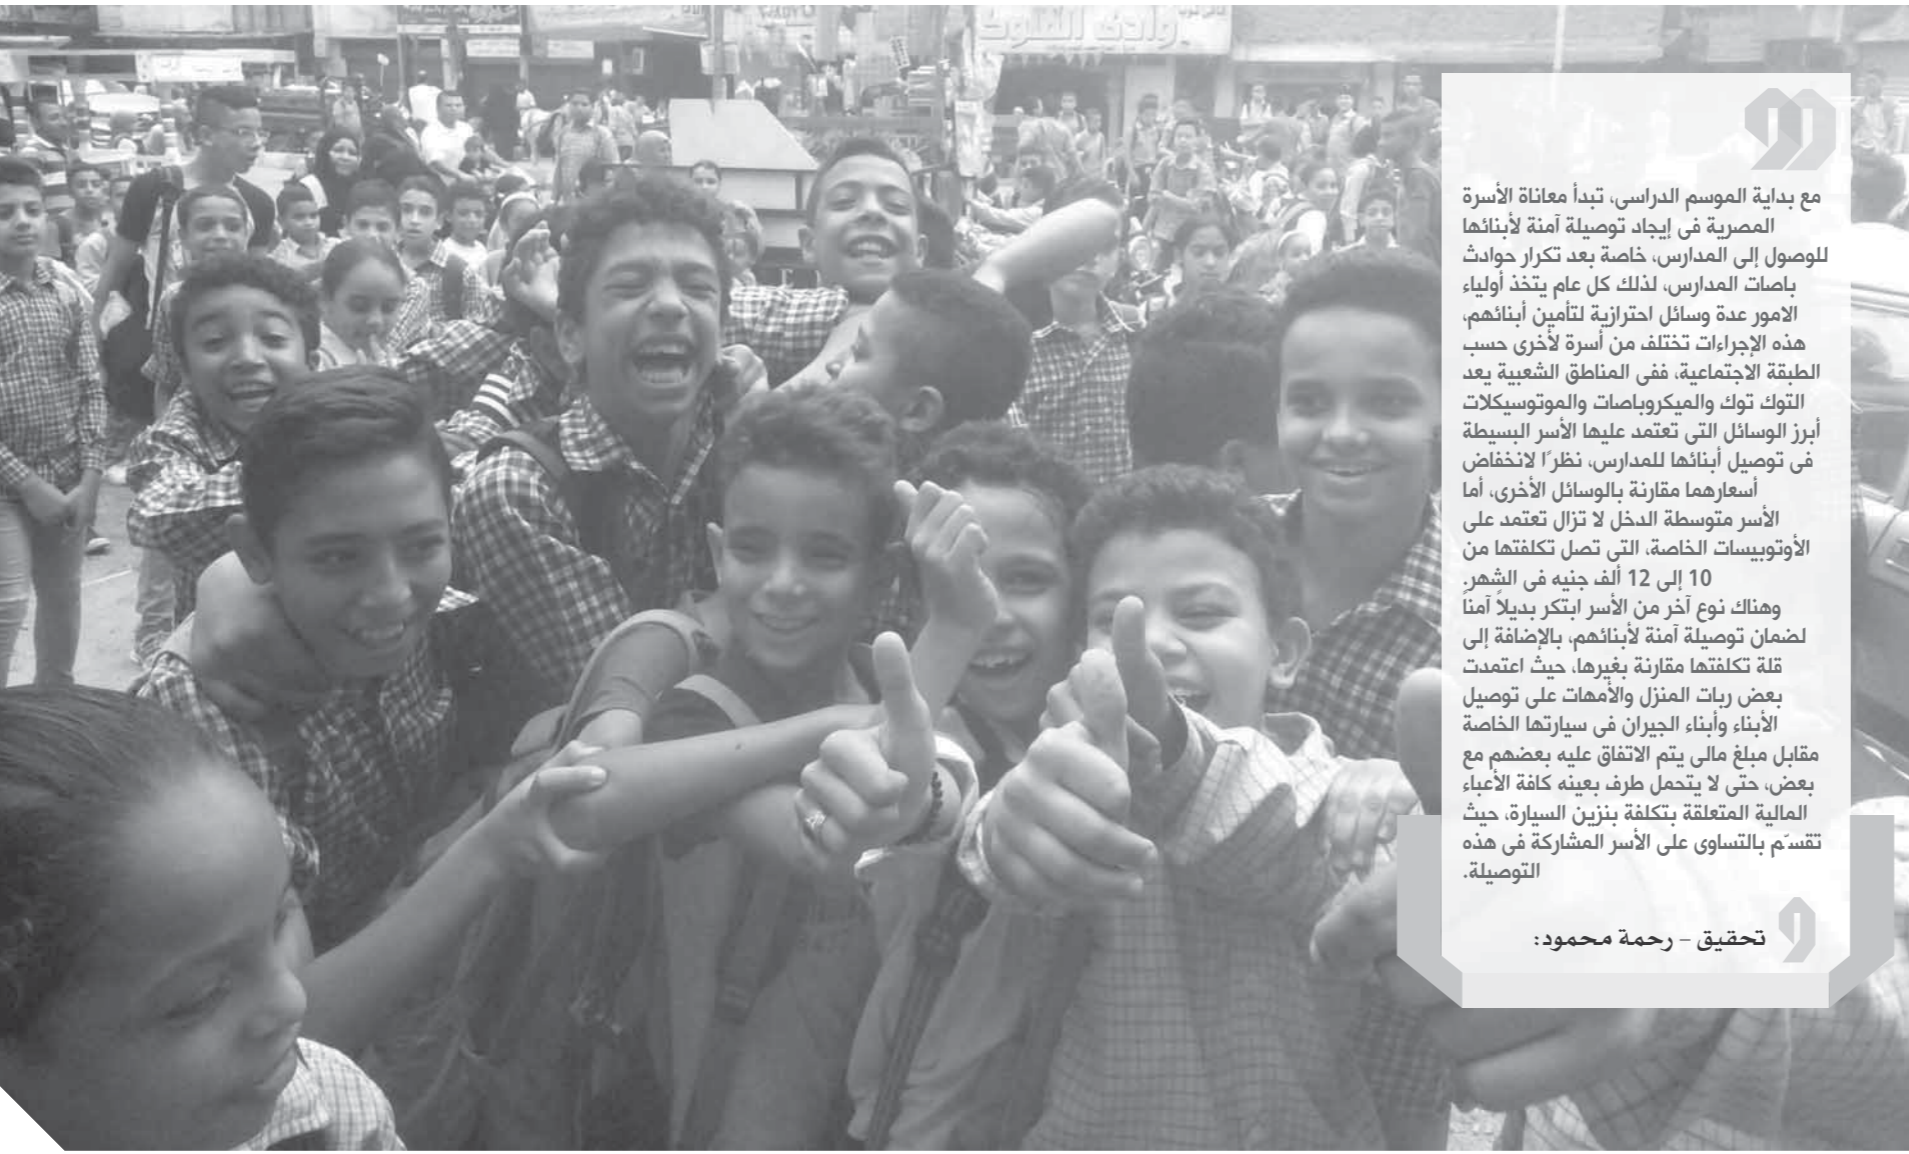 وادى الملوك
مع بداية الموسم الدراسى، تبدأ معاناة الأسرة
المصرية فى إيجاد توصيلة آمنة لأبنائها
للوصول إلى المدارس، خاصة بعد تكرار حوادث
باصات المدارس، لذلك كل عام يتخذ أولياء
الامور عدة وسائل احترازية لتأمين أبنائهم،
هذه الإجراءات تختلف من أسرة لأخرى حسب
الطبقة الاجتماعية، ففى المناطق الشعبية يعد
التوك توك والميكروباصات والموتوسيكلات
أبرز الوسائل التى تعتمد عليها الأسر البسيطة
فى توصيل أبنائها للمدارس، نظرًا لانخفاض
أسعارهما مقارنة بالوسائل الأخرى، أما
الأسر متوسطة الدخل لا تزال تعتمد على
الأوتوبيسات الخاصة، التى تصل تكلفتها من
10 إلى 12 ألف جنيه فى الشهر.
وهناك نوع آخر من الأسر ابتكر بديلاً آمناً
لضمان توصيلة آمنة لأبنائهم، بالإضافة إلى
قلة تكلفتها مقارنة بغيرها، حيث اعتمدت
بعض ربات المنزل والأمهات على توصيل
الأبناء وأبناء الجيران فى سيارتها الخاصة
مقابل مبلغ مالى يتم الاتفاق عليه بعضهم مع
بعض، حتى لا يتحمل طرف بعينه كافة الأعباء
المالية المتعلقة بتكلفة بنزين السيارة، حيث
تقسّم بالتساوى على الأسر المشاركة فى هذه
التوصيلة.
تحقيق – رحمة محمود: